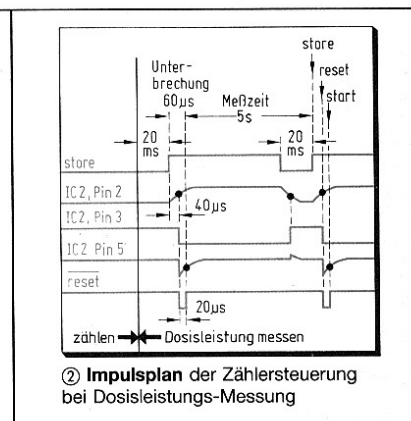 store
reset
start
Unter-
brechung
60µs
Meßzeit
5s
20
ms
20
ms
store
IC2, Pin 2
40µs
IC2, Pin 3
IC2 Pin 5
reset
20µs
zählen
Dosisleistung messen
② Impulsplan der Zählersteuerung
bei Dosisleistungs-Messung